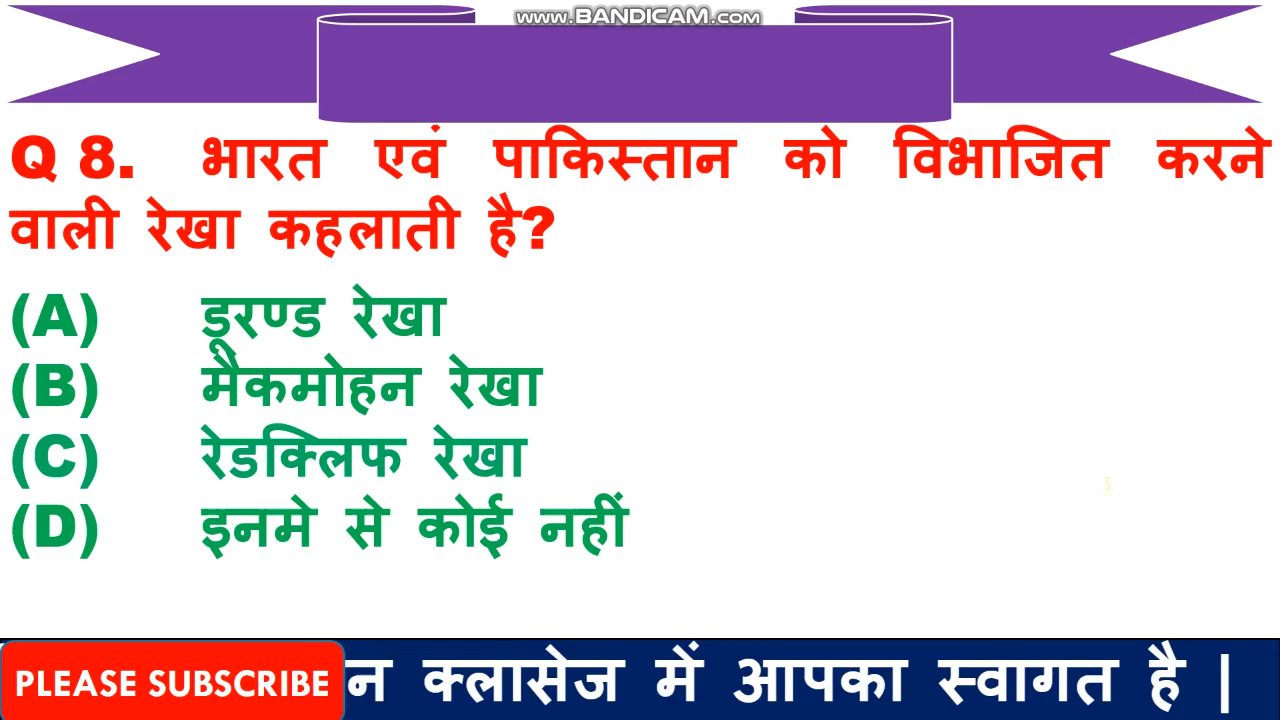 www.BANDICAM.com
Q 8. भारत एवं पाकिस्तान को विभाजित करने
वाली रेखा कहलाती है?
(A) डूरण्ड रेखा
(B) मैकमोहन रेखा
(C) रेडक्लिफ रेखा
(D) इनमे से कोई नहीं
PLEASE SUBSCRIBE न क्लासेज में आपका स्वागत है |